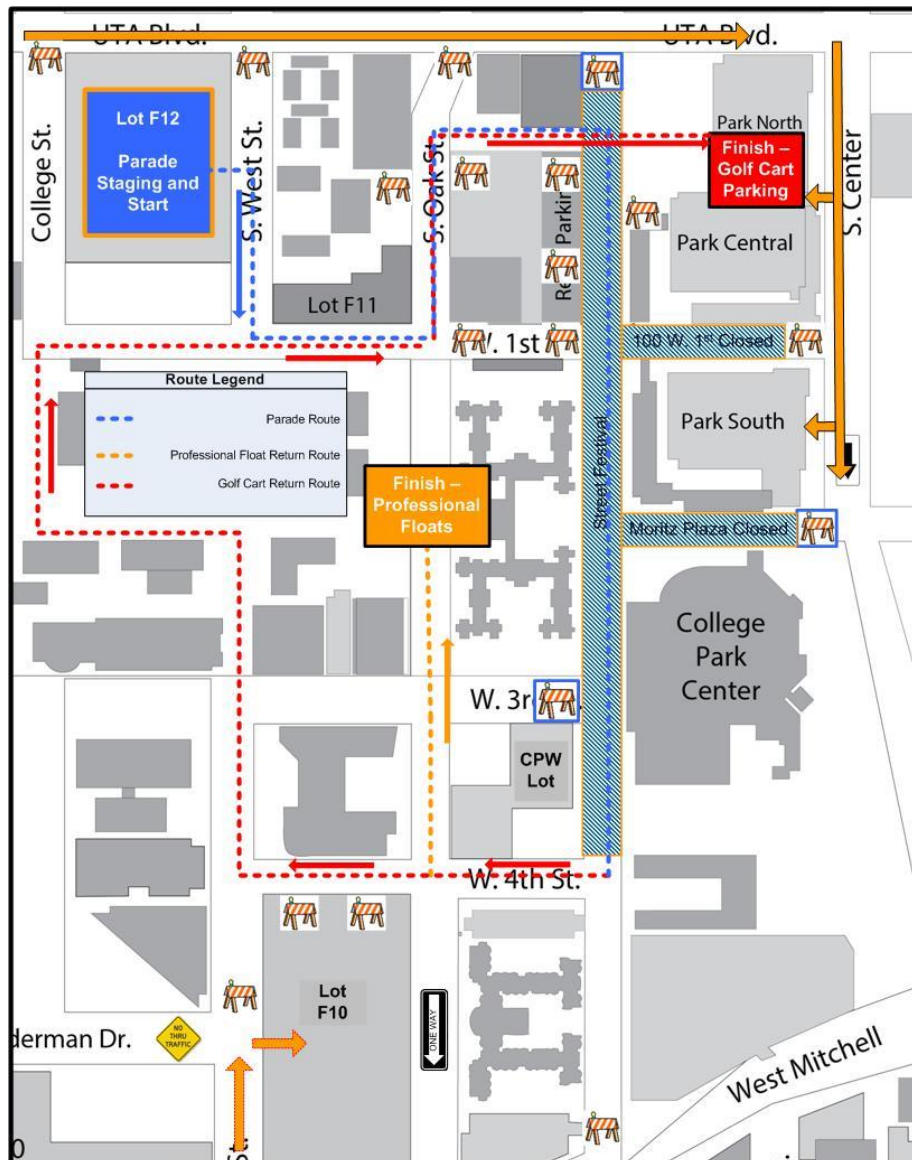 UTA Blvd.
UTA Blvd.
College St.
Lot F12
Parade
Staging and
Start
S. West St.
S. Oak St.
Park North
Finish –
Golf Cart
Parking
S. Center
Park Central
Lot F11
100 W. 1st Closed
Route Legend
Parade Route
Professional Float Return Route
Golf Cart Return Route
Finish –
Professional
Floats
Street Festival
Park South
Moritz Plaza Closed
College
Park
Center
CPW
Lot
W. 4th St.
Lot
F10
ONE WAY
NO
THRU
TRAFFIC
derman Dr.
West Mitchell